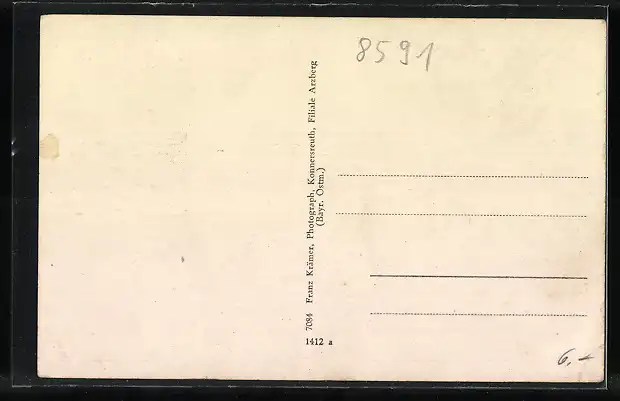 8591
7084 Franz Krämer, Photograph, Konnersreuth, Filiale Arzberg
(Bayr. Ostm.)
1412 a
6,-